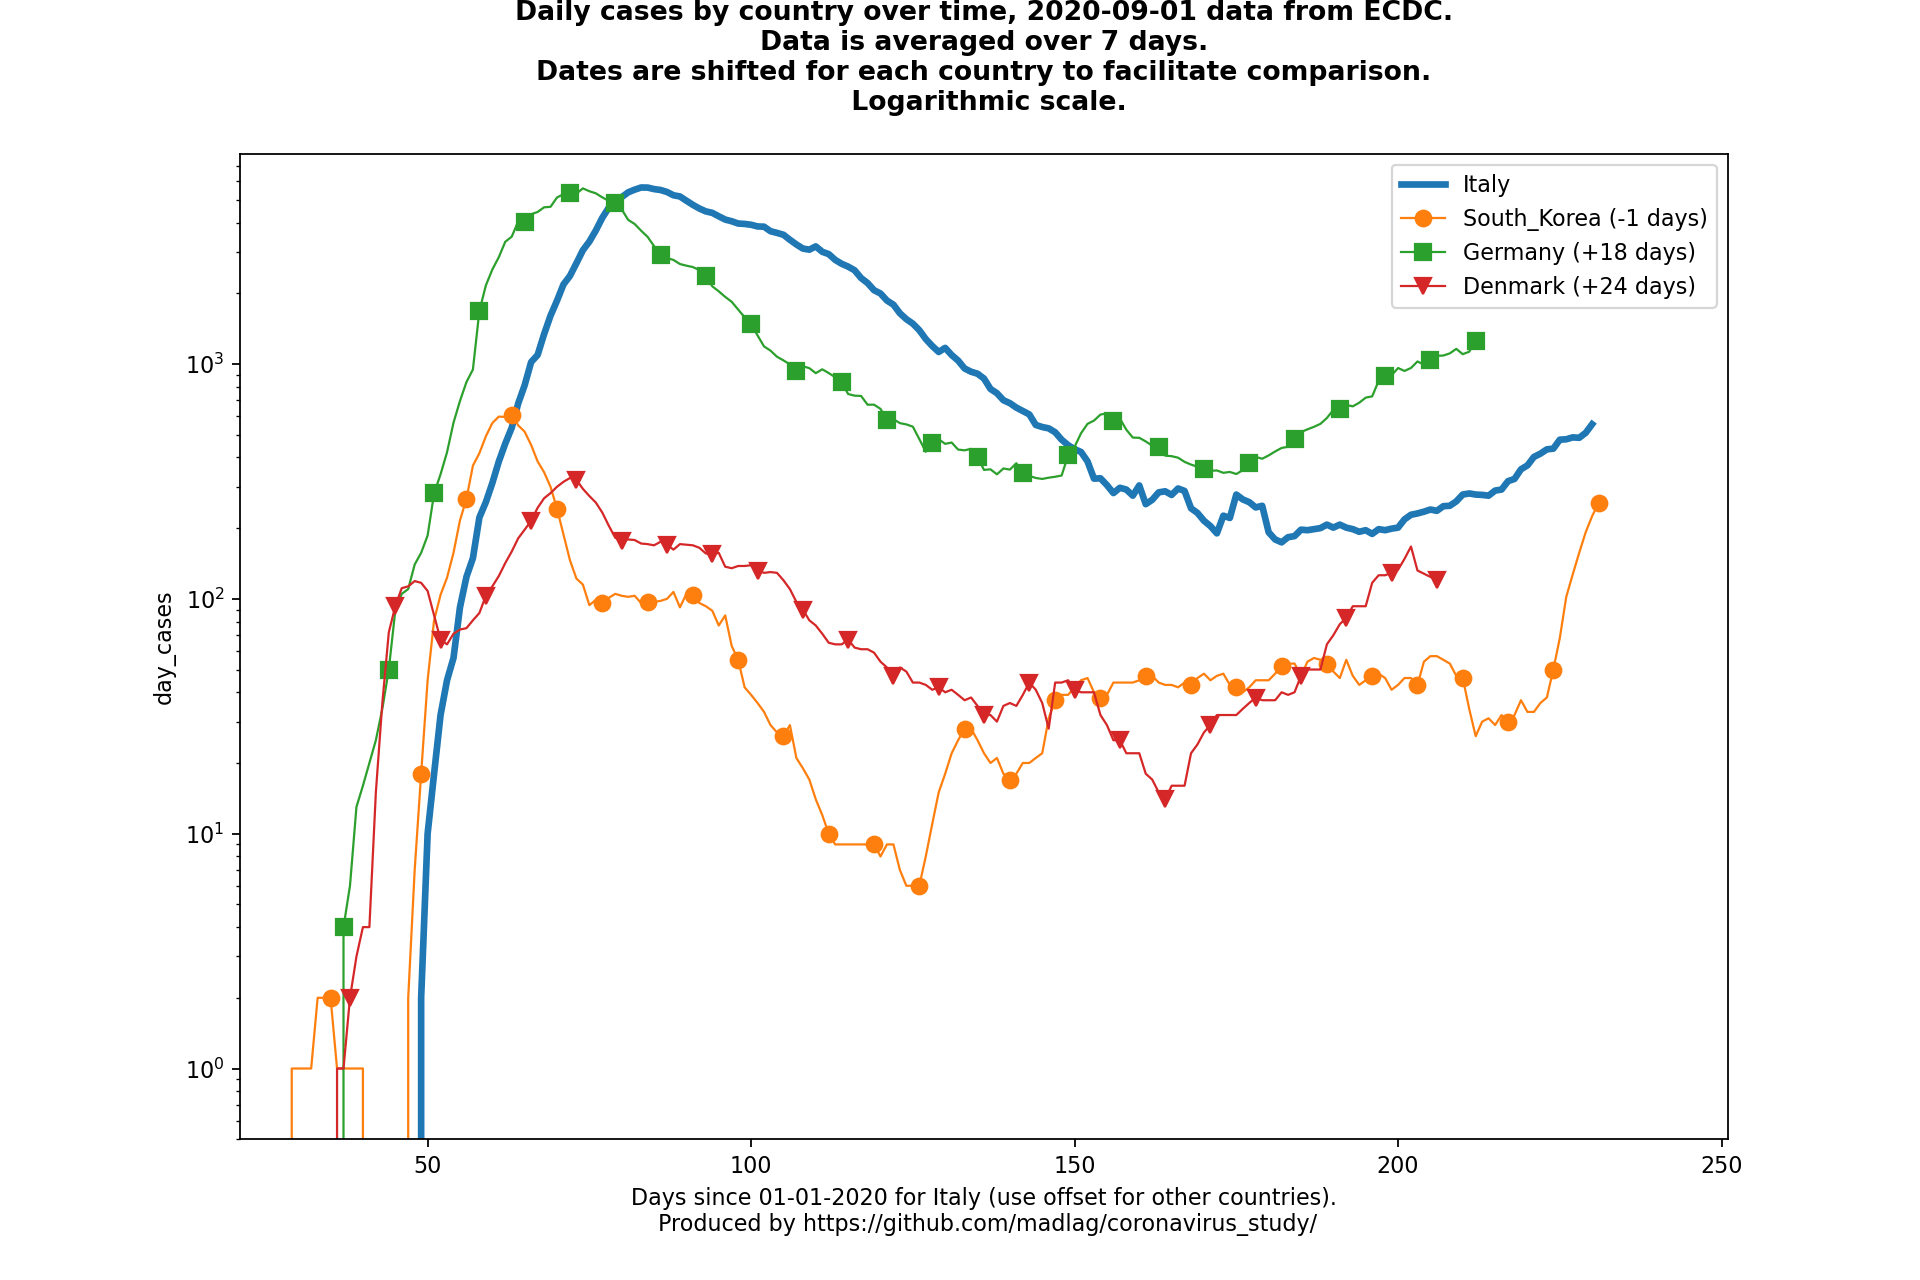 Daily cases by country over time, 2020-09-01 data from ECDC.
Data is averaged over 7 days.
Dates are shifted for each country to facilitate comparison.
Logarithmic scale.
Italy
South_Korea (-1 days)
Germany (+18 days)
Denmark (+24 days)
day_cases
10³
10²
10¹
10⁰
50
100
150
200
250
Days since 01-01-2020 for Italy (use offset for other countries).
Produced by https://github.com/madlag/coronavirus_study/